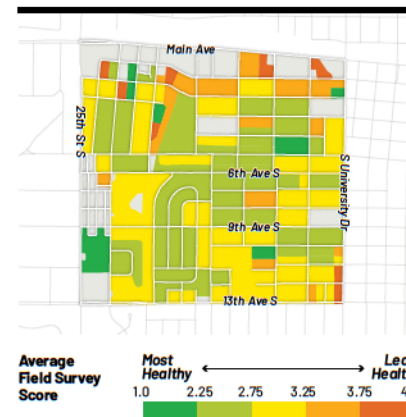 Main Ave
25th St S
6th Ave S
S University Dr
9th Ave S
13th Ave S
Average
Field Survey
Score
Most
Healthy
1.0 2.25 2.75 3.25 3.75